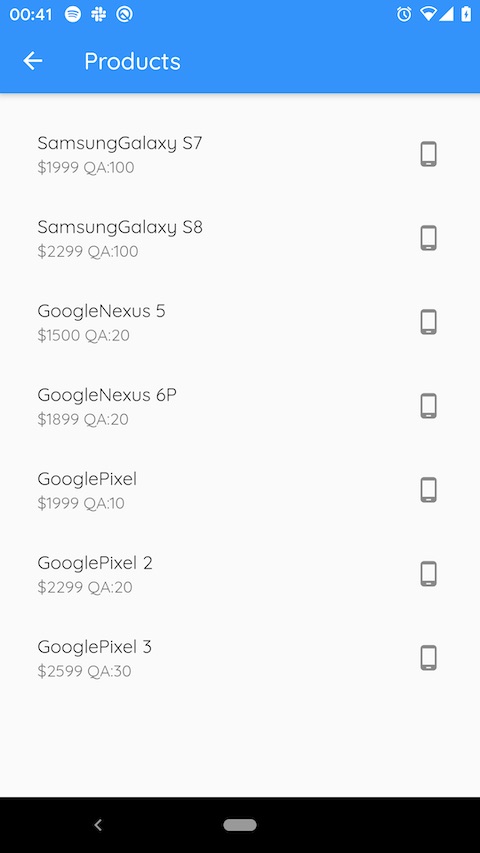 00:41
Products
SamsungGalaxy S7
$1999 QA:100
SamsungGalaxy S8
$2299 QA:100
GoogleNexus 5
$1500 QA:20
GoogleNexus 6P
$1899 QA:20
GooglePixel
$1999 QA:10
GooglePixel 2
$2299 QA:20
GooglePixel 3
$2599 QA:30